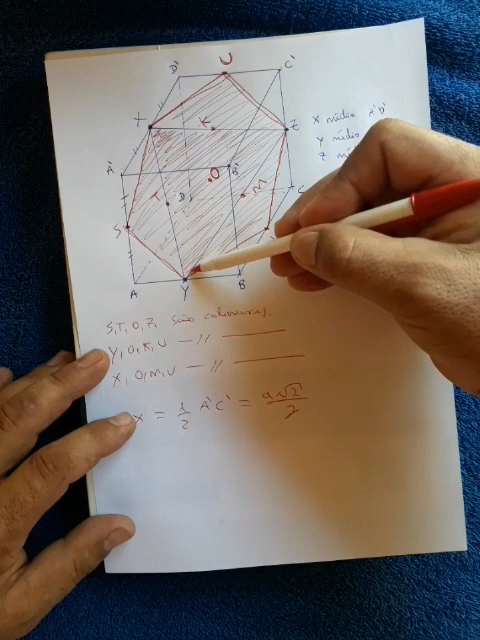 U
D' C'
X K Z
X médio A'D'
Y médio
Z
A' B'
O
T D M C
S
A Y B
S, T, O, Z, são colineares.
Y, O, K, U — // —
X, O, M, V — // —
x = 1/2 A'C' = a√2/2